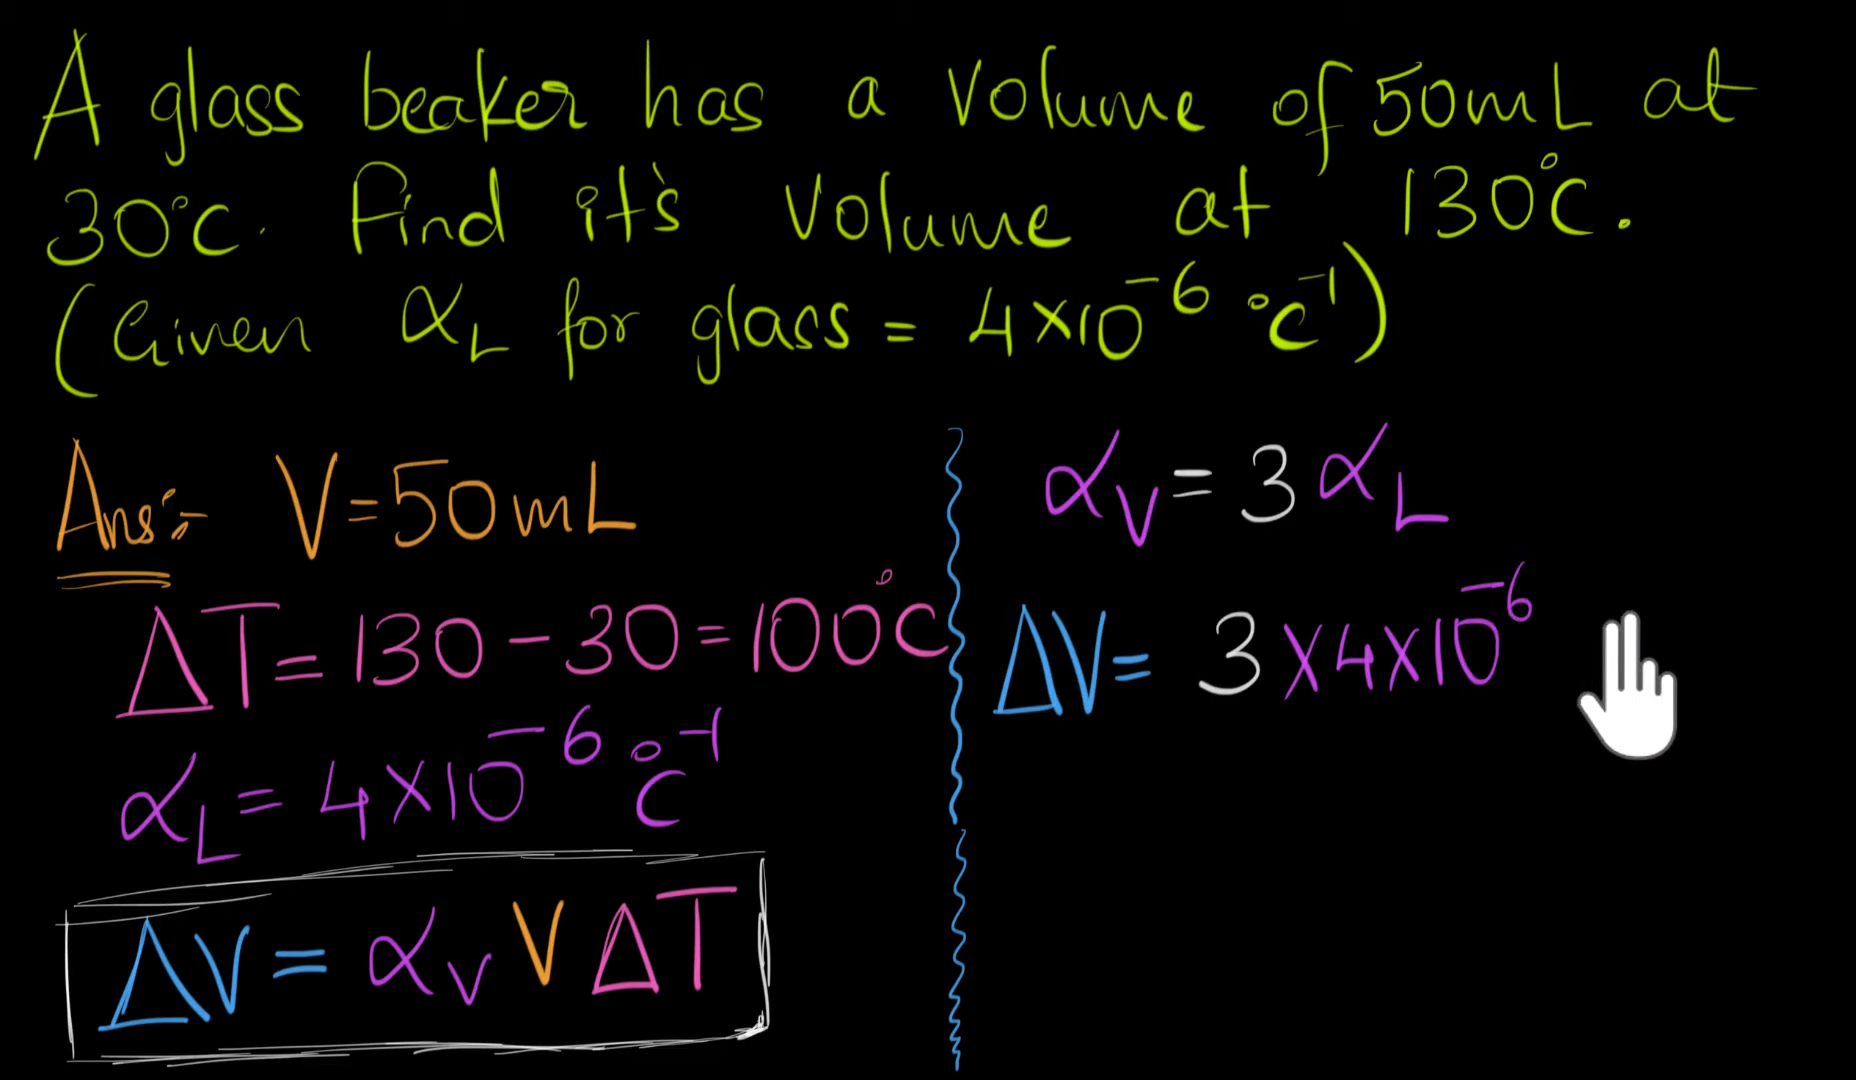 A glass beaker has a volume of 50mL at
30°C. Find it's volume at 130°C.
(Given α_L for glass = 4×10⁻⁶ °C⁻¹)
Ans:- V=50mL
ΔT= 130-30=100°C
α_L= 4×10⁻⁶ °C⁻¹
ΔV= α_V V ΔT
α_V= 3α_L
ΔV= 3×4×10⁻⁶